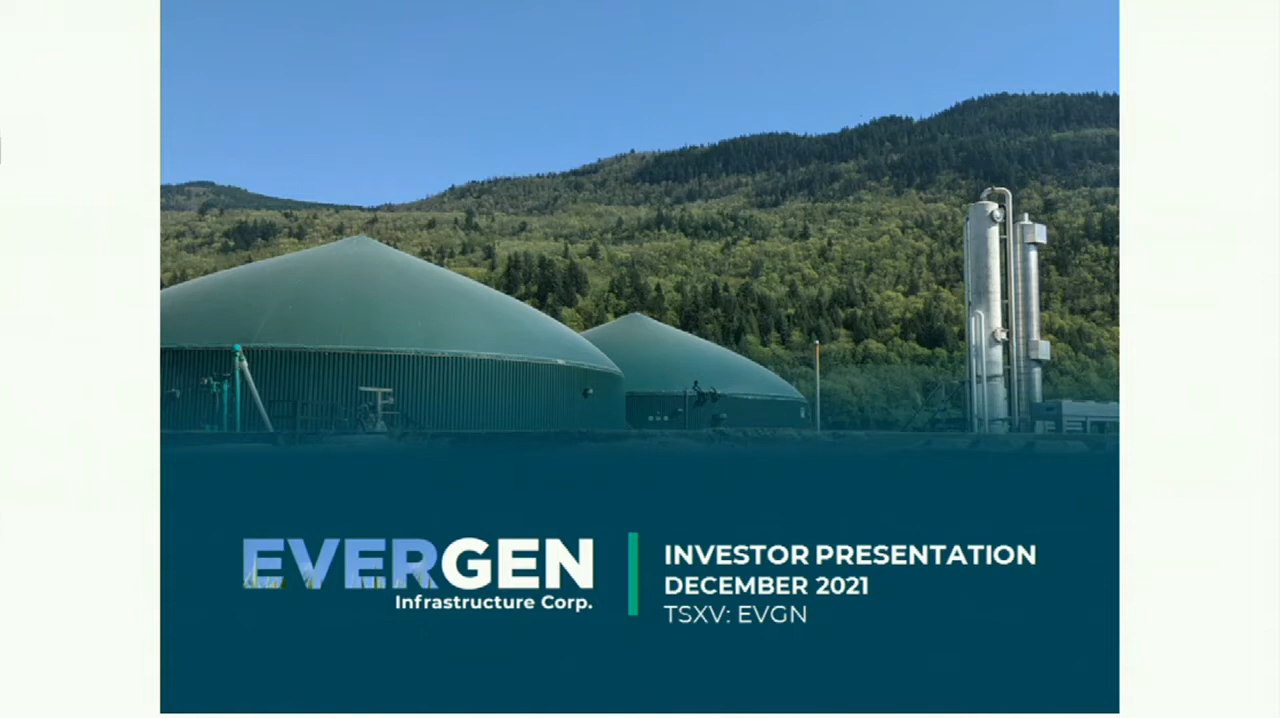 EVERGEN
Infrastructure Corp.
INVESTOR PRESENTATION
DECEMBER 2021
TSXV: EVGN